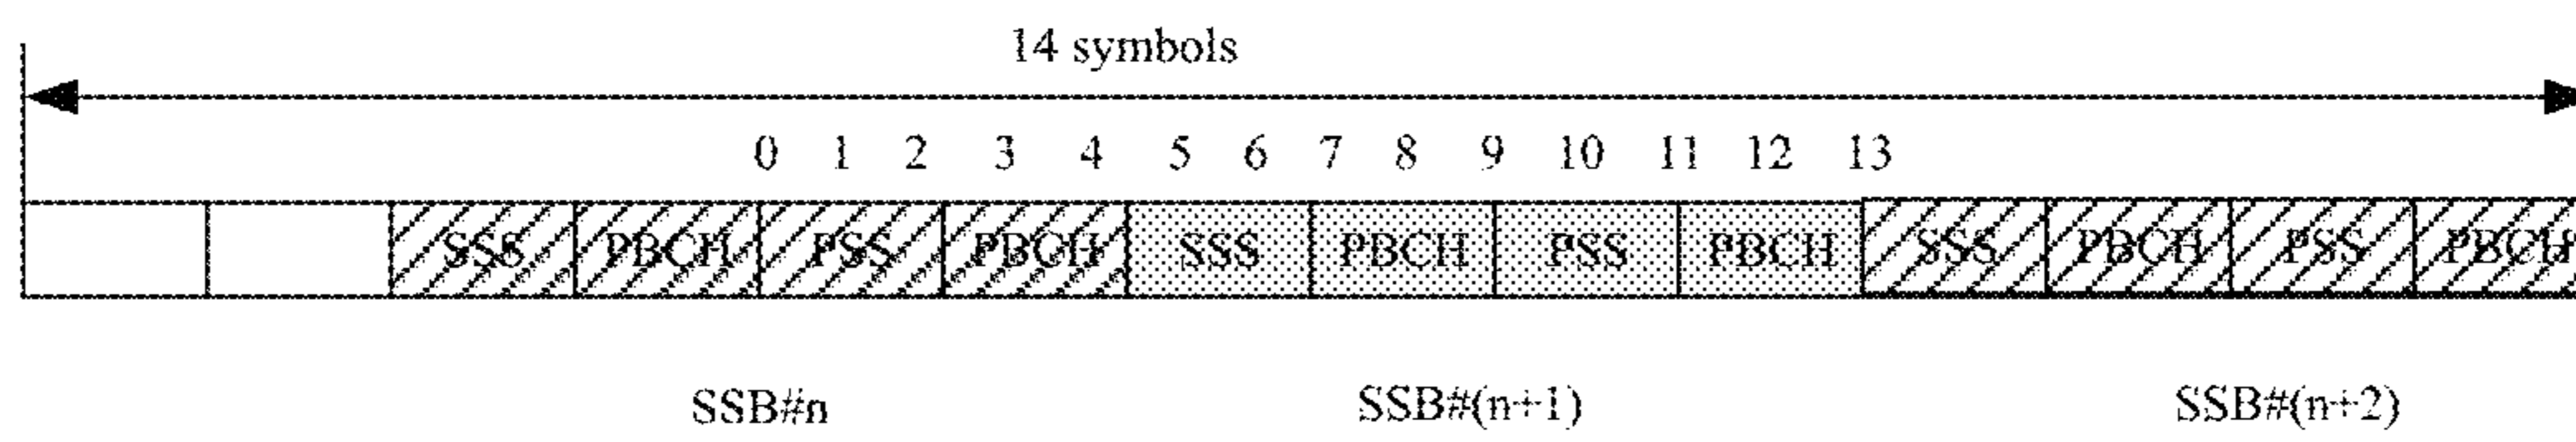 14 symbols
0 1 2 3 4 5 6 7 8 9 10 11 12 13
SSS PBCH PSS PBCH SSS PBCH PSS PBCH SSS PBCH PSS PBCH
SSB#n SSB#(n+1) SSB#(n+2)